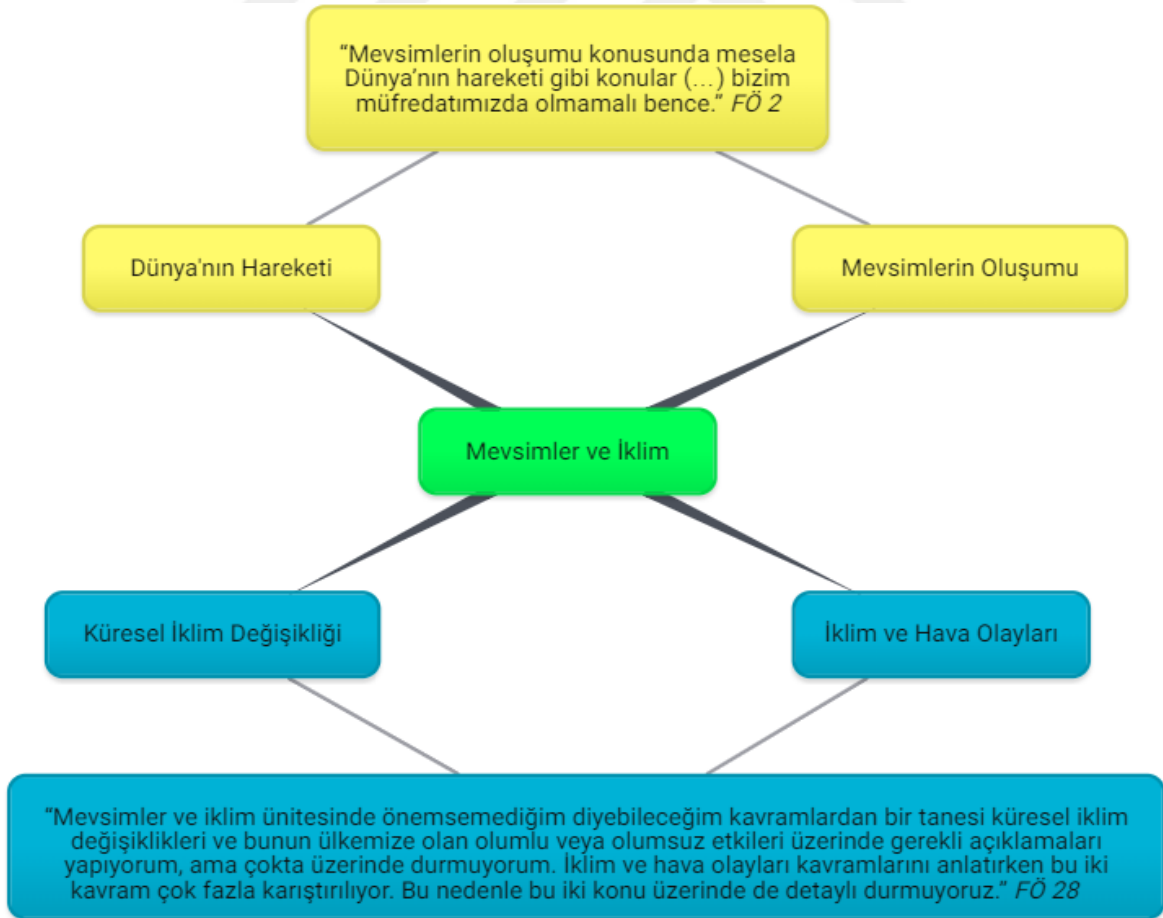 “Mevsimlerin oluşumu konusunda mesela
Dünya’nın hareketi gibi konular (...) bizim
müfredatımızda olmamalı bence.” FÖ 2
Dünya'nın Hareketi
Mevsimlerin Oluşumu
Mevsimler ve İklim
Küresel İklim Değişikliği
İklim ve Hava Olayları
“Mevsimler ve iklim ünitesinde önemsemediğim diyebileceğim kavramlardan bir tanesi küresel iklim
değişiklikleri ve bunun ülkemize olan olumlu veya olumsuz etkileri üzerinde gerekli açıklamaları
yapıyorum, ama çokta üzerinde durmuyorum. İklim ve hava olayları kavramlarını anlatırken bu iki
kavram çok fazla karıştırılıyor. Bu nedenle bu iki konu üzerinde de detaylı durmuyoruz.” FÖ 28